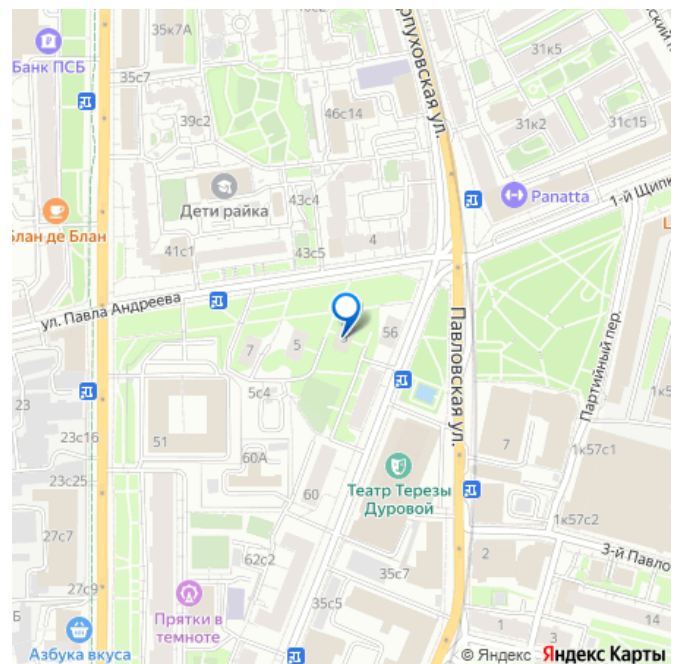 40с2
35к7А
Банк ПСБ
35с7
рпуховская ул.
31к5
39с2
46с14
31к2
31с15
Дети райка
43с4
Panatta
1-й Щипк
Блан де Блан
41с1
43с5
4
ул. Павла Андреева
Павловская ул.
56
7
5
Партийный пер.
5с4
23
23с16
51
60А
7
1к57с1
23с25
60
Театр Терезы
Дуровой
27с7
1к57с2
62с2
2
3-й Павло
35с7
27с9
Прятки в
темноте
35с5
14
1
3
Азбука вкуса
© Яндекс Яндекс Карты